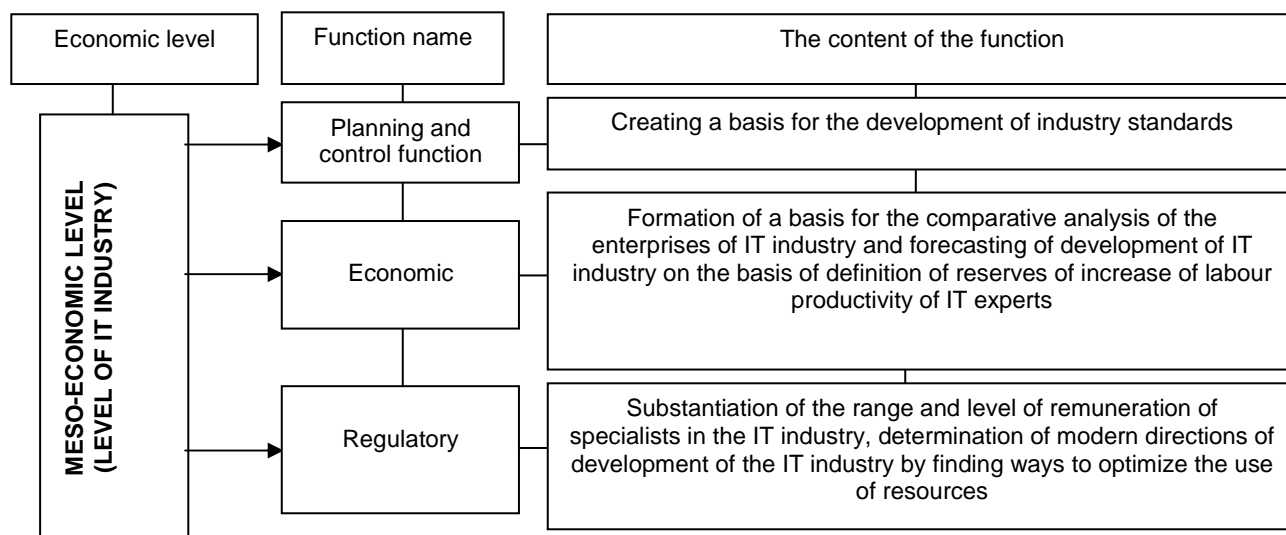 Economic level
Function name
The content of the function
MESO-ECONOMIC LEVEL
(LEVEL OF IT INDUSTRY)
Planning and
control function
Creating a basis for the development of industry standards
Economic
Formation of a basis for the comparative analysis of the
enterprises of IT industry and forecasting of development of IT
industry on the basis of definition of reserves of increase of labour
productivity of IT experts
Regulatory
Substantiation of the range and level of remuneration of
specialists in the IT industry, determination of modern directions of
development of the IT industry by finding ways to optimize the use
of resources